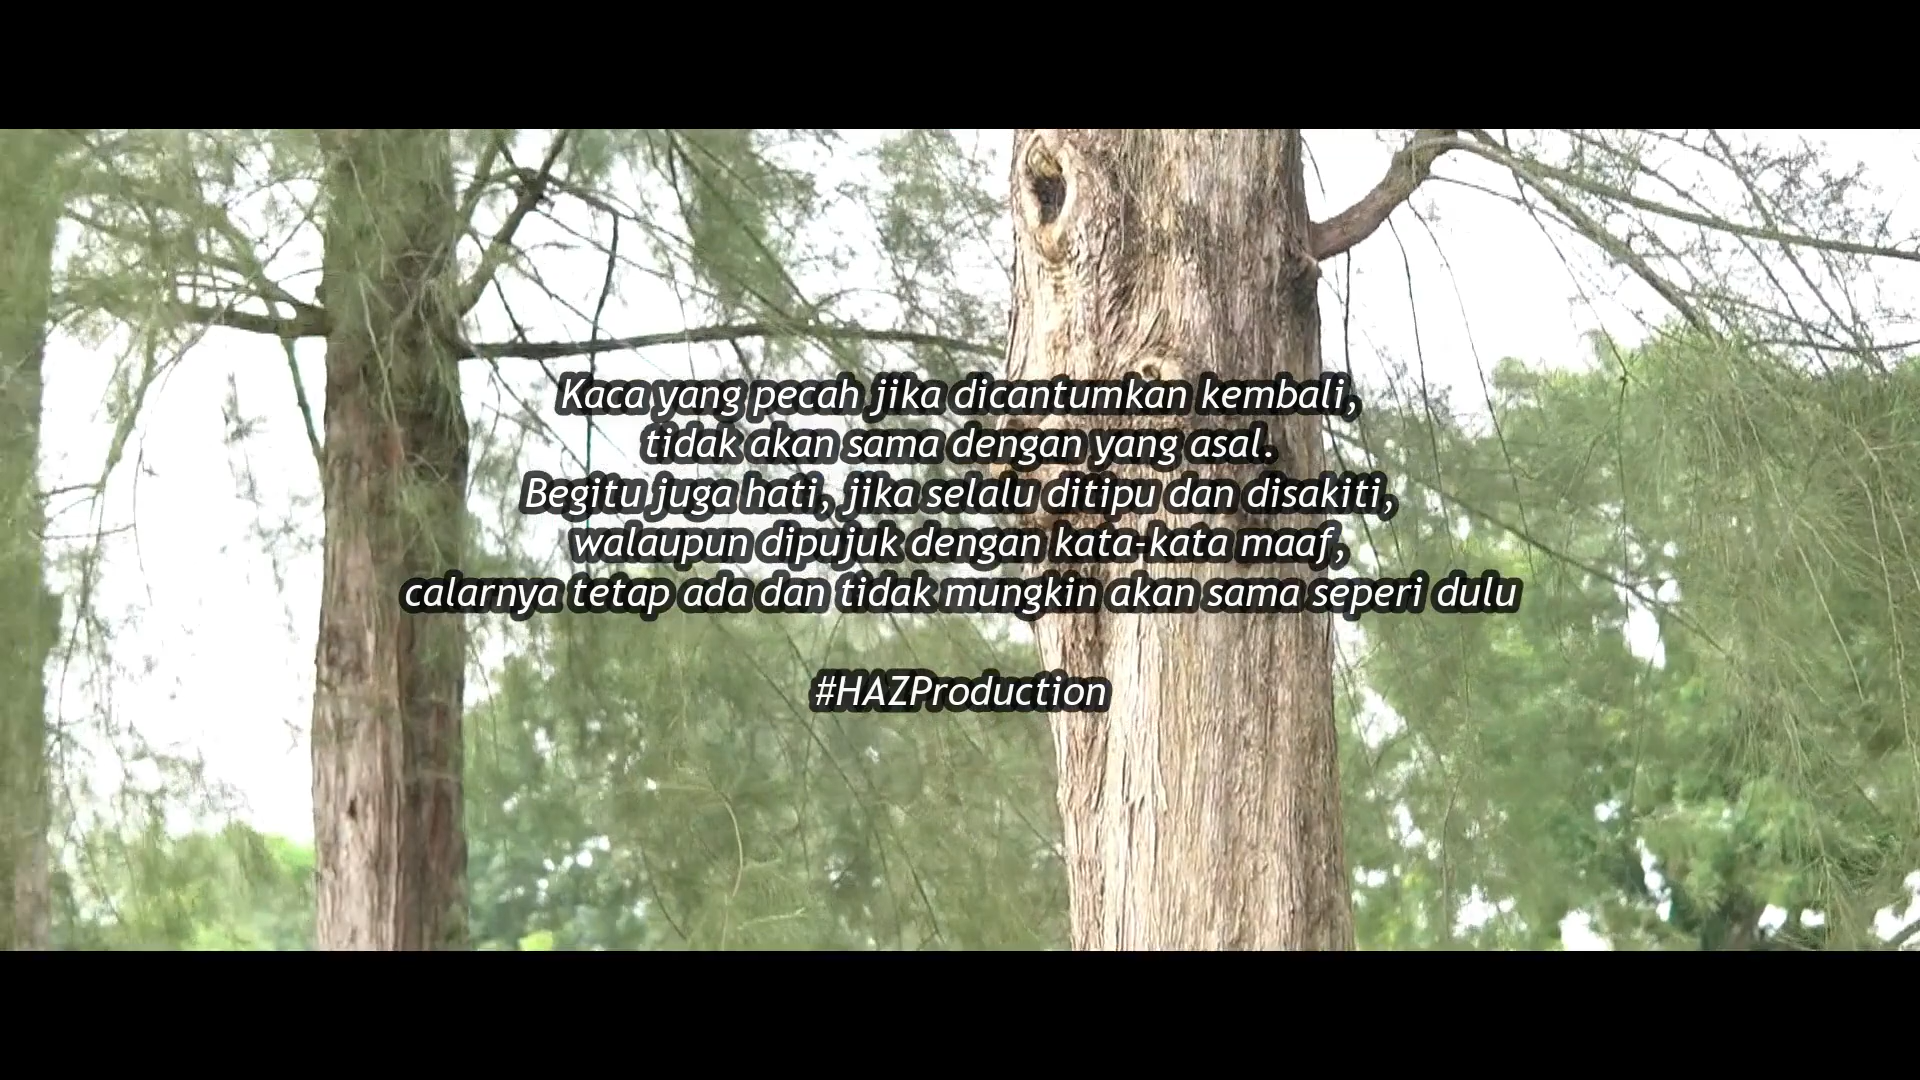 Kaca yang pecah jika dicantumkan kembali,
tidak akan sama dengan yang asal.
Begitu juga hati, jika selalu ditipu dan disakiti,
walaupun dipujuk dengan kata-kata maaf,
calarnya tetap ada dan tidak mungkin akan sama seperi dulu
#HAZProduction